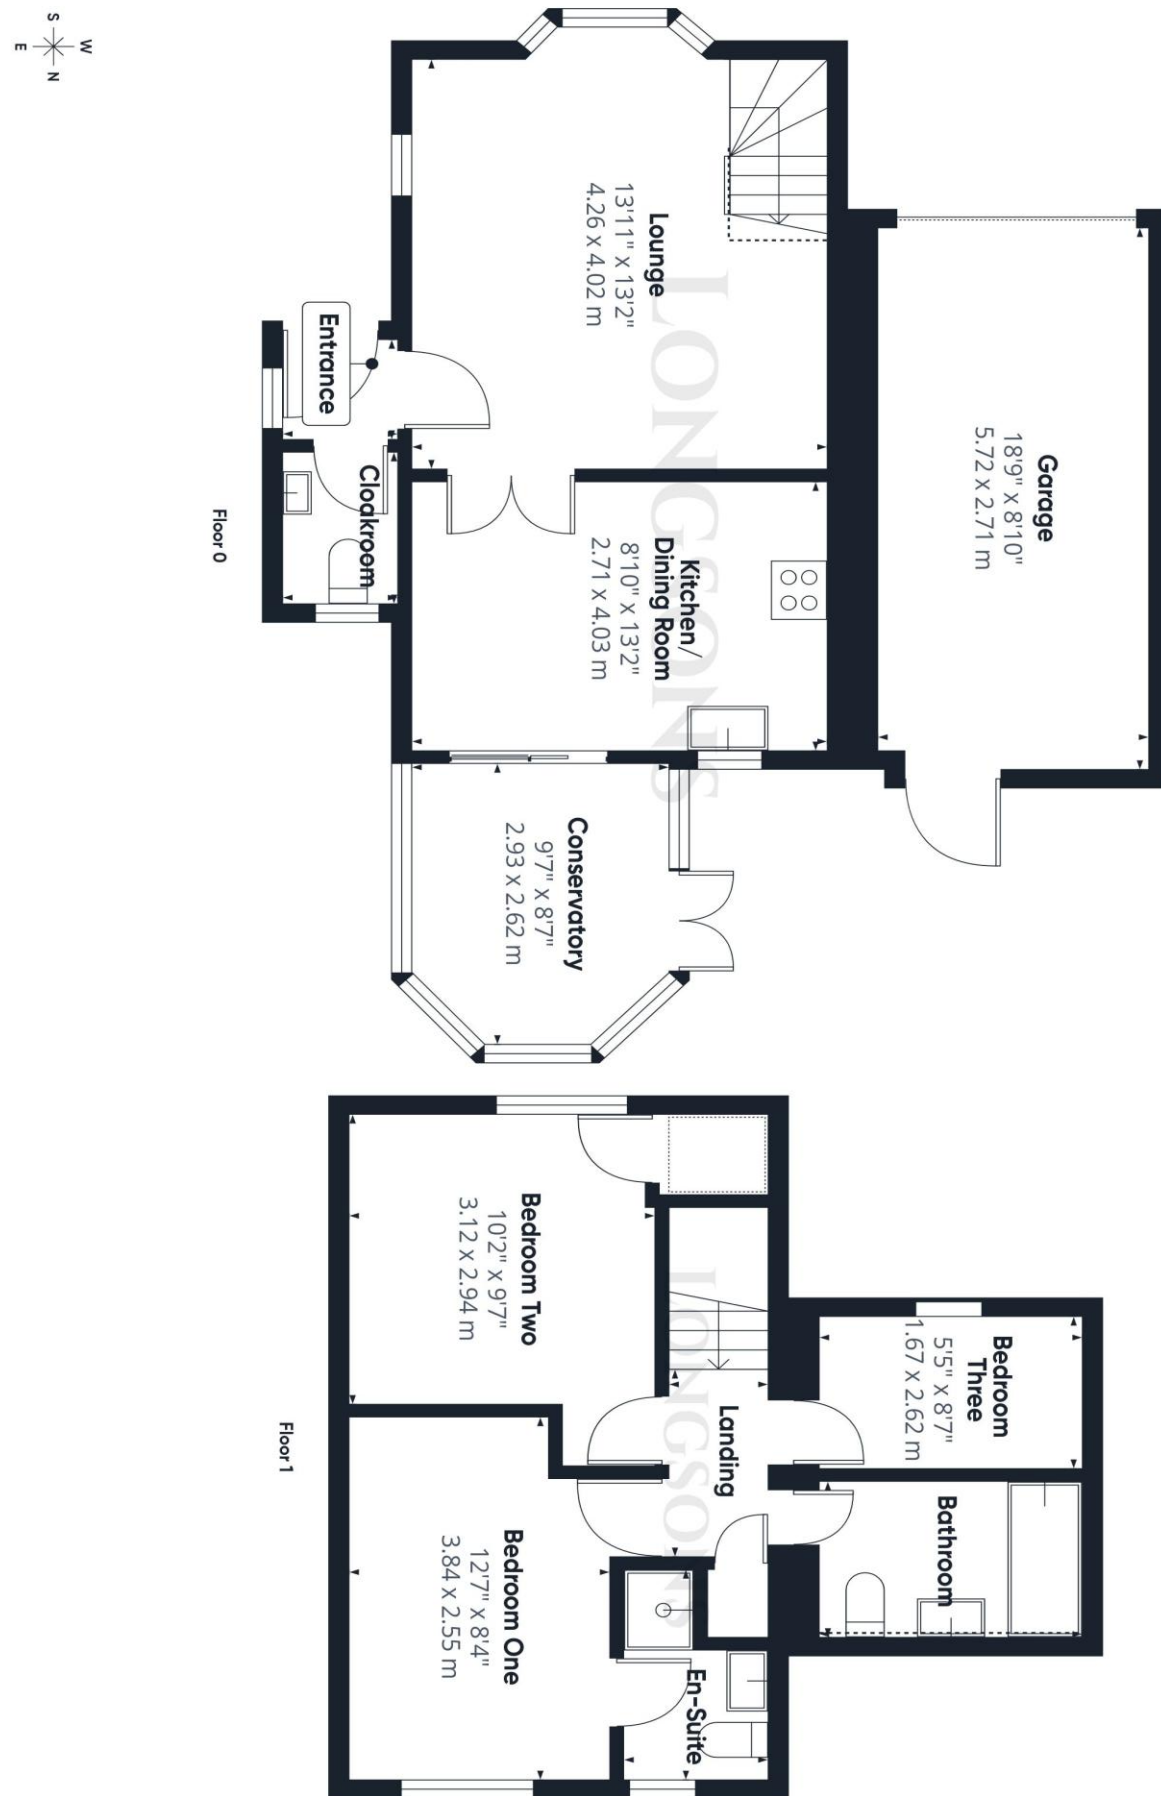 S
W
E
N
Lounge
13'11" x 13'2"
4.26 x 4.02 m
Entrance
Cloakroom
Kitchen/
Dining Room
8'10" x 13'2"
2.71 x 4.03 m
Garage
18'9" x 8'10"
5.72 x 2.71 m
Conservatory
9'7" x 8'7"
2.93 x 2.62 m
LONGSONS
Floor 0
Bedroom Two
10'2" x 9'7"
3.12 x 2.94 m
Landing
Bedroom
Three
5'5" x 8'7"
1.67 x 2.62 m
Bathroom
Bedroom One
12'7" x 8'4"
3.84 x 2.55 m
En-Suite
LONGSONS
Floor 1